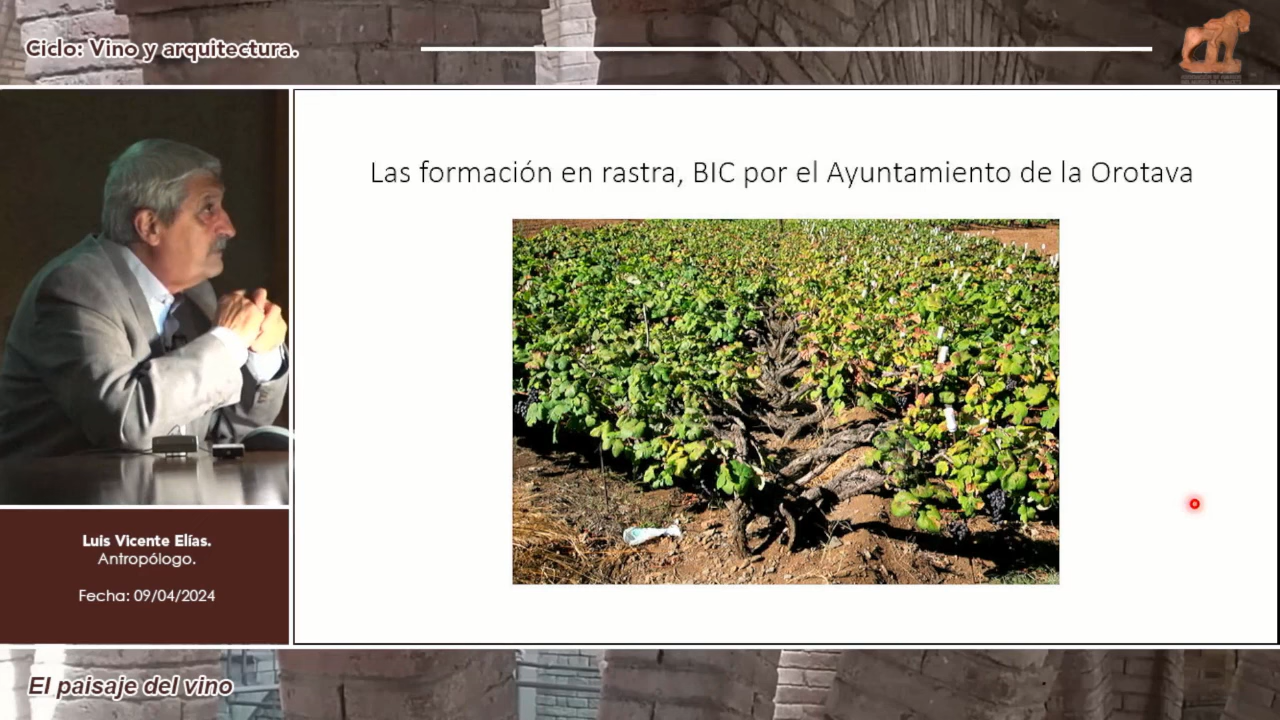 Ciclo: Vino y arquitectura.
Las formación en rastra, BIC por el Ayuntamiento de la Orotava
Luis Vicente Elías.
Antropólogo.
Fecha: 09/04/2024
El paisaje del vino